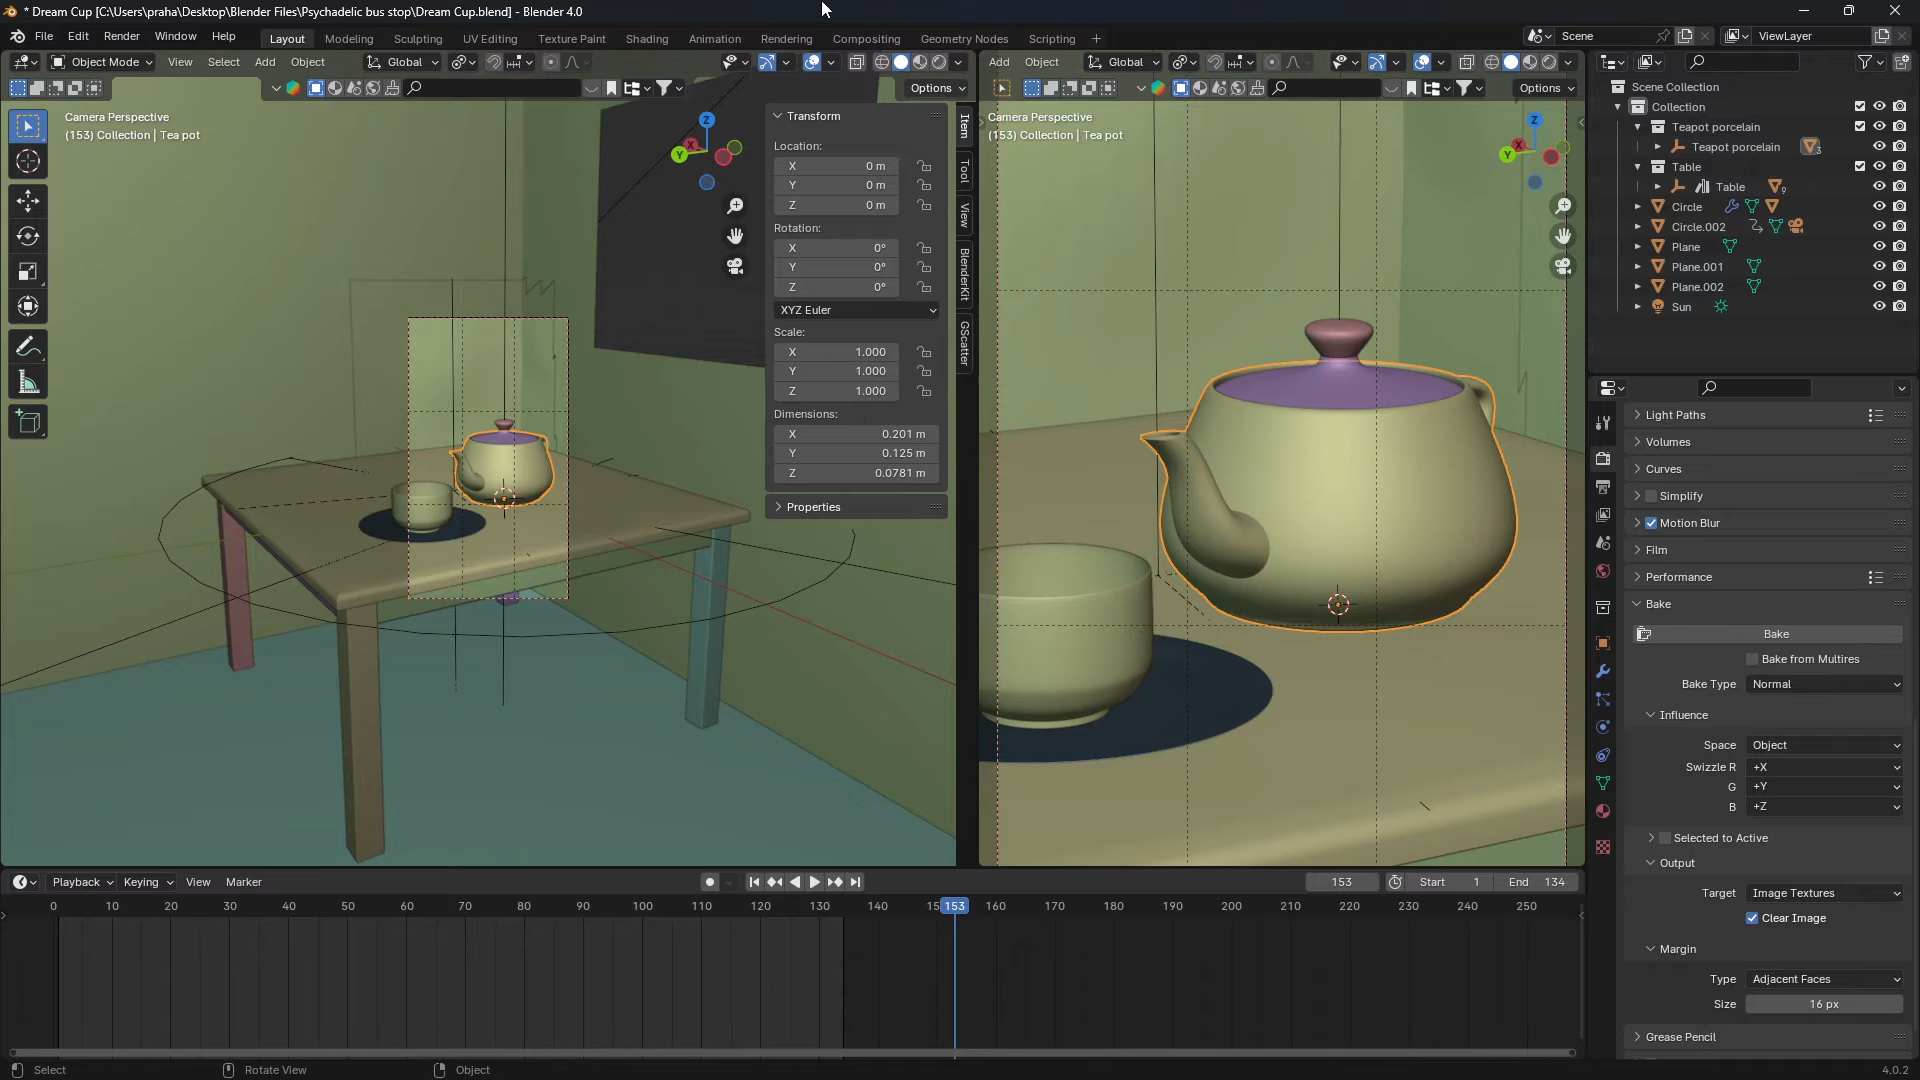 * Dream Cup [C:\Users\praha\Desktop\Blender Files\Psychadelic bus stop\Dream Cup.blend] - Blender 4.0
File Edit Render Window Help Layout Modeling Sculpting UV Editing Texture Paint Shading Animation Rendering Compositing Geometry Nodes Scripting + Scene ViewLayer
Object Mode View Select Add Object Global Add Object Global
Options Options
Scene Collection
Collection
Teapot porcelain
Teapot porcelain 3
Table
Table 9
Circle
Circle.002
Plane
Plane.001
Plane.002
Sun
Camera Perspective
(153) Collection | Tea pot
Z
X
Y
Transform
Location:
X 0 m
Y 0 m
Z 0 m
Rotation:
X 0°
Y 0°
Z 0°
XYZ Euler
Scale:
X 1.000
Y 1.000
Z 1.000
Dimensions:
X 0.201 m
Y 0.125 m
Z 0.0781 m
Properties
Item
Tool
View
BlenderKit
GScatter
Camera Perspective
(153) Collection | Tea pot
Z
X
Y
Light Paths
Volumes
Curves
Simplify
Motion Blur
Film
Performance
Bake
Bake
Bake from Multires
Bake Type Normal
Influence
Space Object
Swizzle R +X
G +Y
B +Z
Selected to Active
Output
Target Image Textures
Clear Image
Margin
Type Adjacent Faces
Size 16 px
Grease Pencil
Playback Keying View Marker 153 Start 1 End 134
0 10 20 30 40 50 60 70 80 90 100 110 120 130 140 15 153 160 170 180 190 200 210 220 230 240 250
Select Rotate View Object 4.0.2